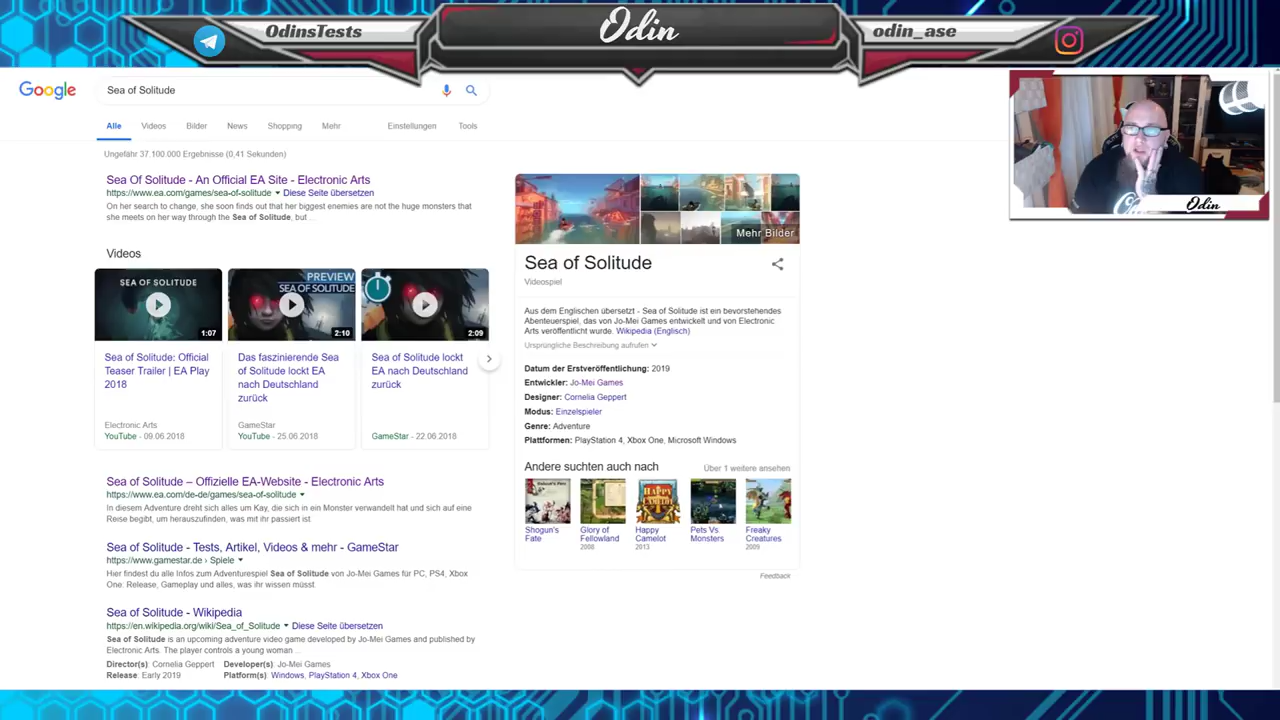 OdinsTests
Odin
odin_ase
Google
Sea of Solitude
Alle
Videos
Bilder
News
Shopping
Mehr
Einstellungen
Tools
Ungefähr 37.100.000 Ergebnisse (0,41 Sekunden)
Sea Of Solitude - An Official EA Site - Electronic Arts
https://www.ea.com/games/sea-of-solitude ▼ Diese Seite übersetzen
On her search to change, she soon finds out that her biggest enemies are not the huge monsters that
she meets on her way through the Sea of Solitude, but ...
Videos
SEA OF SOLITUDE
1:07
Sea of Solitude: Official
Teaser Trailer | EA Play
2018
Electronic Arts
YouTube - 09.06.2018
PREVIEW
SEA OF SOLITUDE
2:10
Das faszinierende Sea
of Solitude lockt EA
nach Deutschland
zurück
GameStar
YouTube - 25.06.2018
2:09
Sea of Solitude lockt
EA nach Deutschland
zurück
GameStar - 22.06.2018
Sea of Solitude – Offizielle EA-Website - Electronic Arts
https://www.ea.com/de-de/games/sea-of-solitude ▼
In diesem Adventure dreht sich alles um Kay, die sich in ein Monster verwandelt hat und sich auf eine
Reise begibt, um herauszufinden, was mit ihr passiert ist.
Sea of Solitude - Tests, Artikel, Videos & mehr - GameStar
https://www.gamestar.de › Spiele ▼
Hier findest du alle Infos zum Adventurespiel Sea of Solitude von Jo-Mei Games für PC, PS4, Xbox
One: Release, Gameplay und alles, was ihr wissen müsst.
Sea of Solitude - Wikipedia
https://en.wikipedia.org/wiki/Sea_of_Solitude ▼ Diese Seite übersetzen
Sea of Solitude is an upcoming adventure video game developed by Jo-Mei Games and published by
Electronic Arts. The player controls a young woman ...
Director(s): Cornelia Geppert Developer(s): Jo-Mei Games
Release: Early 2019 Platform(s): Windows, PlayStation 4, Xbox One
Mehr Bilder
Sea of Solitude
Videospiel
Aus dem Englischen übersetzt - Sea of Solitude ist ein bevorstehendes
Abenteuerspiel, das von Jo-Mei Games entwickelt und von Electronic
Arts veröffentlicht wurde. Wikipedia (Englisch)
Ursprüngliche Beschreibung aufrufen
Datum der Erstveröffentlichung: 2019
Entwickler: Jo-Mei Games
Designer: Cornelia Geppert
Modus: Einzelspieler
Genre: Adventure
Plattformen: PlayStation 4, Xbox One, Microsoft Windows
Andere suchten auch nach
Über 1 weitere ansehen
HAPPY
CAMELOT
Shogun's
Fate
Glory of
Fellowland
2008
Happy
Camelot
2013
Pets Vs.
Monsters
Freaky
Creatures
2009
Feedback
Odin